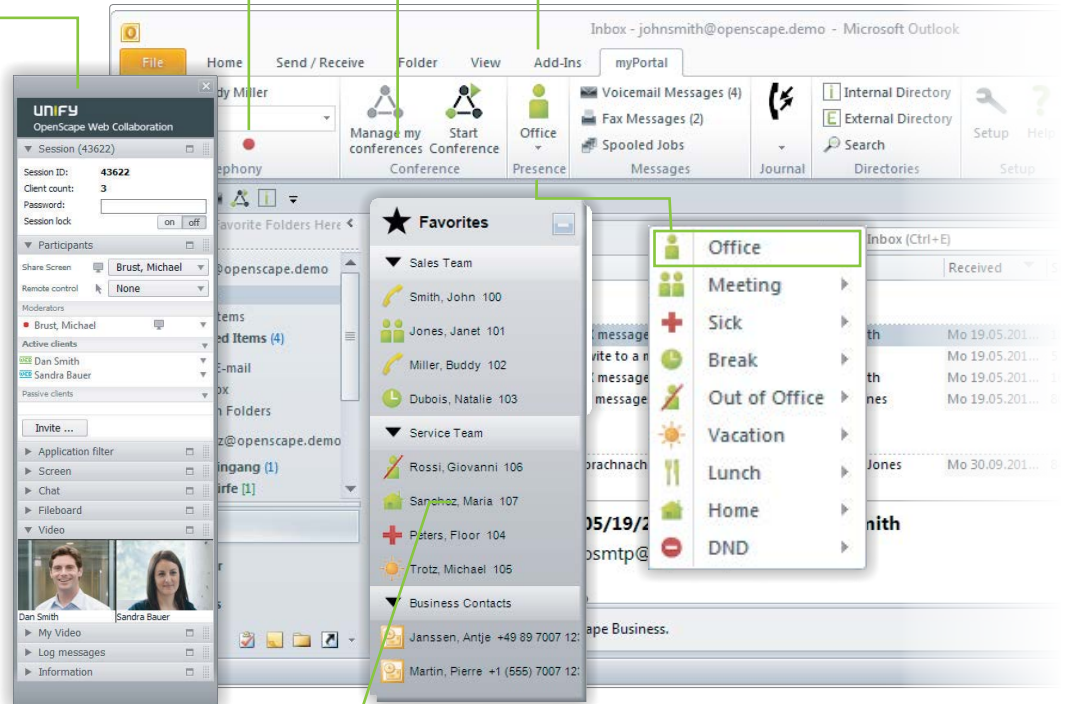 Inbox - johnsmith@openscape.demo - Microsoft Outlook
File Home Send / Receive Folder View Add-Ins myPortal
dy Miller
Manage my conferences
Start Conference
Conference
Office
Presence
Voicemail Messages (4)
Fax Messages (2)
Spooled Jobs
Messages
Journal
Internal Directory
External Directory
Search
Directories
Setup Help
Setup
ephony
UNIFY
OpenScape Web Collaboration
Session (43622)
Session ID: 43622
Client count: 3
Password:
Session lock on off
Participants
Share Screen Brust, Michael
Remote control None
Moderators
Brust, Michael
Active clients
Dan Smith
Sandra Bauer
Passive clients
Invite ...
Application filter
Screen
Chat
Fileboard
Video
Dan Smith Sandra Bauer
My Video
Log messages
Information
avorite Folders Here
@openscape.demo
tems
ed Items (4)
E-mail
ox
n Folders
z@openscape.demo
ingang (1)
irfe [1]
Favorites
Sales Team
Smith, John 100
Jones, Janet 101
Miller, Buddy 102
Dubois, Natalie 103
Service Team
Rossi, Giovanni 106
Sanchez, Maria 107
Peters, Floor 104
Trotz, Michael 105
Business Contacts
Janssen, Antje +49 89 7007 12
Martin, Pierre +1 (555) 7007 12
Office
Meeting
Sick
Break
Out of Office
Vacation
Lunch
Home
DND
Inbox (Ctrl+E)
Received
message th Mo 19.05.201...
vite to a m Mo 19.05.201...
message th Mo 19.05.201...
message nes Mo 19.05.201...
prachnach Jones Mo 30.09.201...
05/19/2 mith
osmtp@
ape Business.